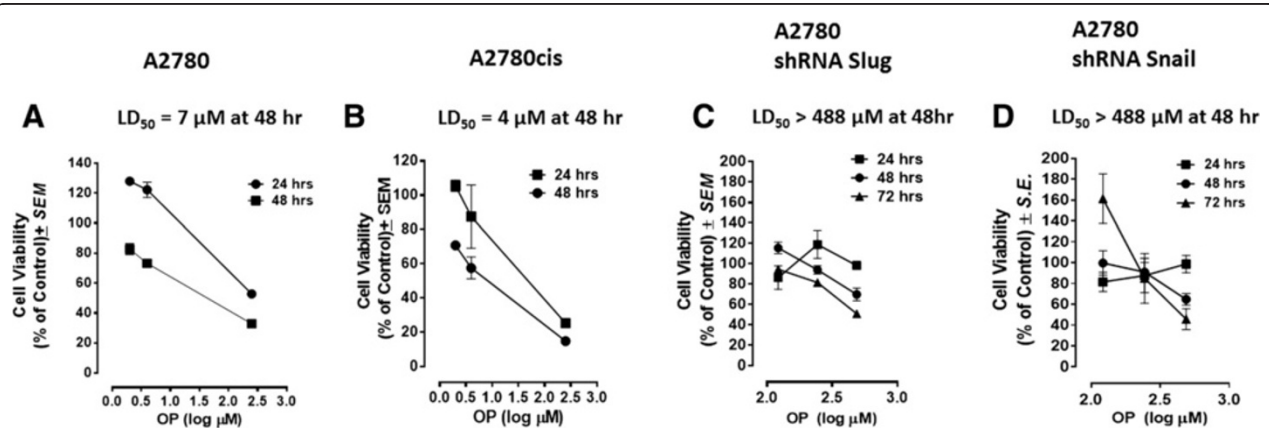 A2780
A2780cis
A2780
shRNA Slug
A2780
shRNA Snail
A
LD50 = 7 µM at 48 hr
B
LD50 = 4 µM at 48 hr
C
LD50 > 488 µM at 48hr
D
LD50 > 488 µM at 48 hr
Cell Viability
(% of Control)± SEM
140
120
100
80
60
40
20
0
24 hrs
48 hrs
0.0 0.5 1.0 1.5 2.0 2.5 3.0
OP (log µM)
Cell Viability
(% of Control)± SEM
120
100
80
60
40
20
0
24 hrs
48 hrs
0.0 0.5 1.0 1.5 2.0 2.5 3.0
OP (log µM)
Cell Viability
(% of Control) ± SEM
200
180
160
140
120
100
80
60
40
20
0
24 hrs
48 hrs
72 hrs
2.0 2.5 3.0
OP (log µM)
Cell Viability
(% of Control) ± S.E.
200
180
160
140
120
100
80
60
40
20
0
24 hrs
48 hrs
72 hrs
2.0 2.5 3.0
OP (log µM)